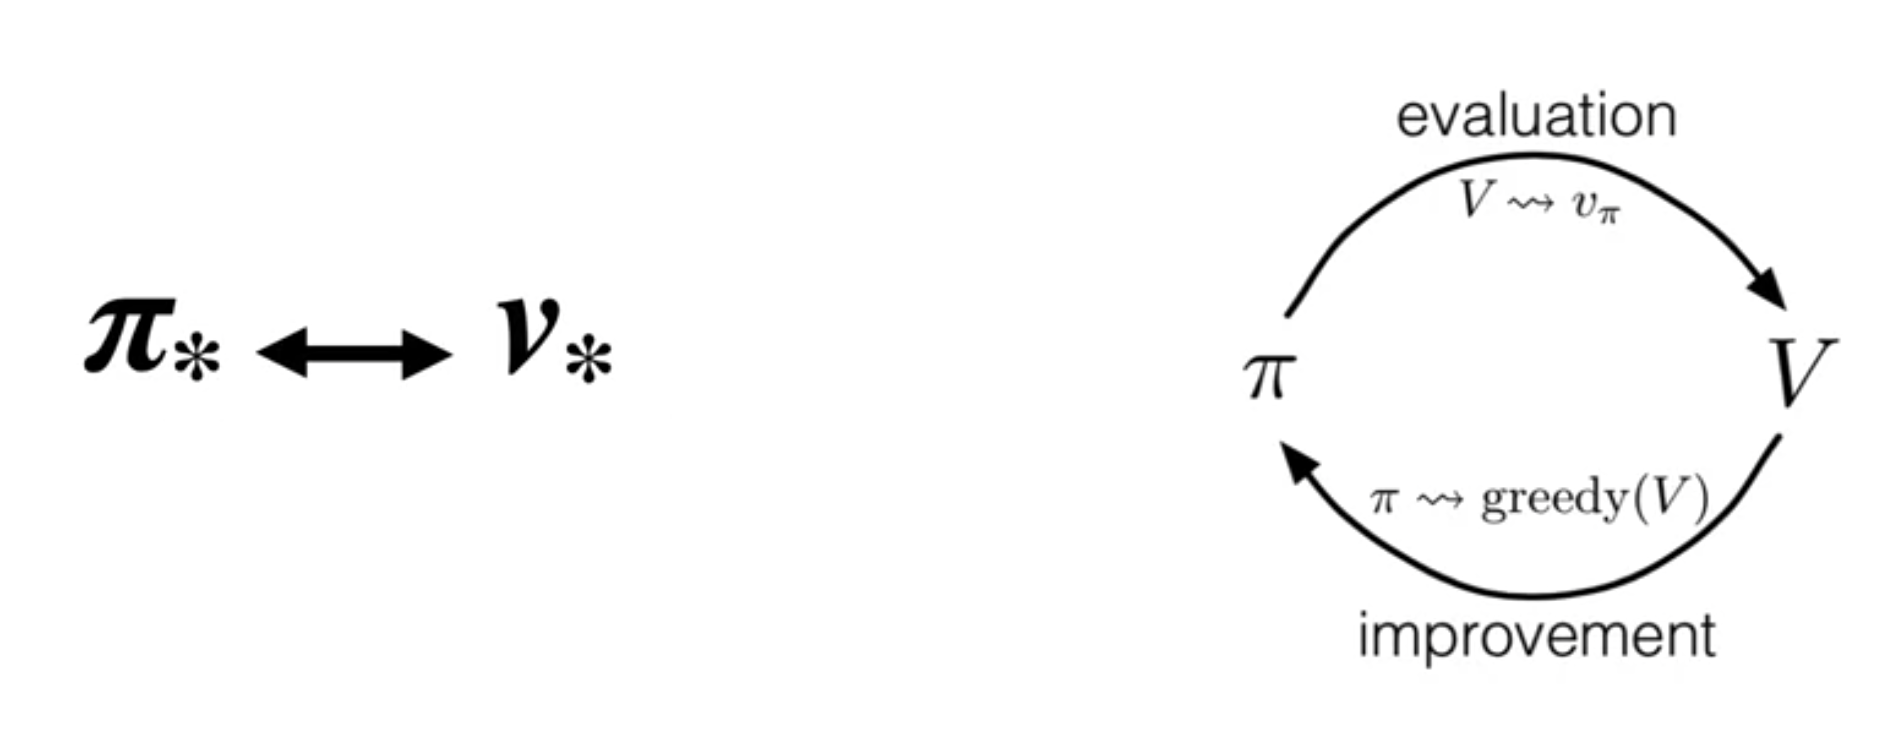 π* ↔ v*
evaluation
V ⇝ vπ
π
V
π ⇝ greedy(V)
improvement